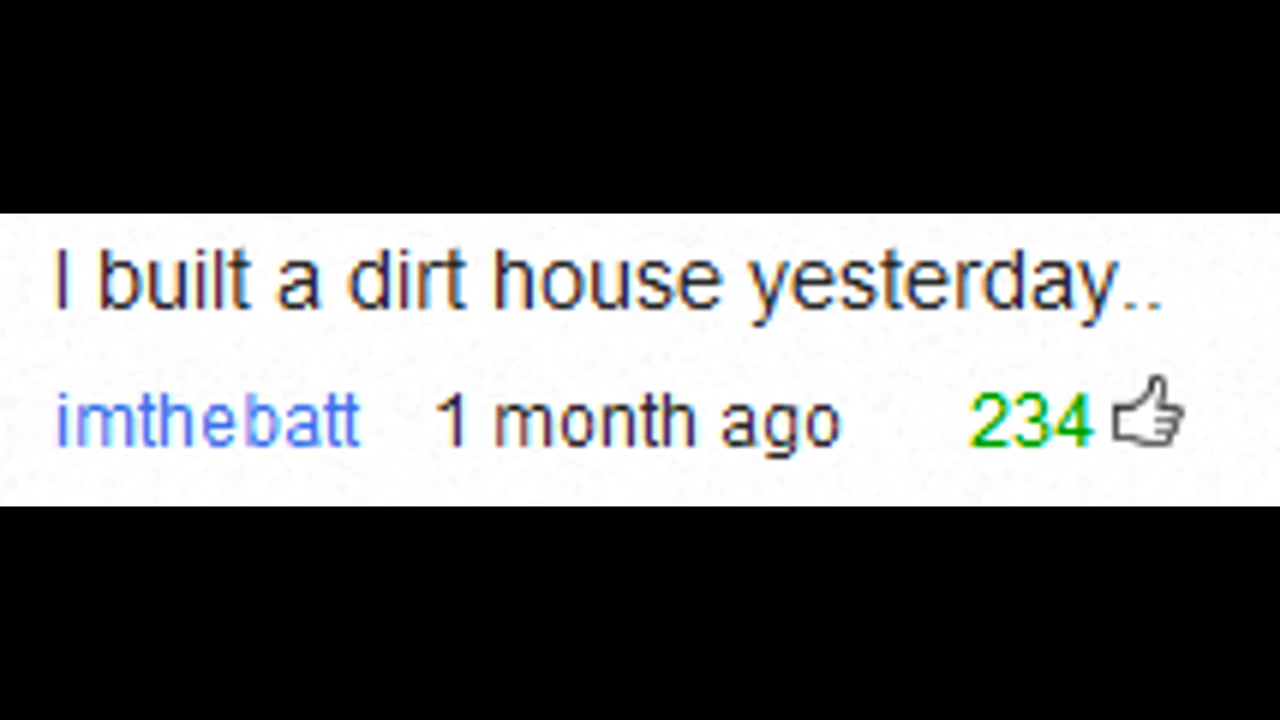 I built a dirt house yesterday..
imthebatt 1 month ago 234